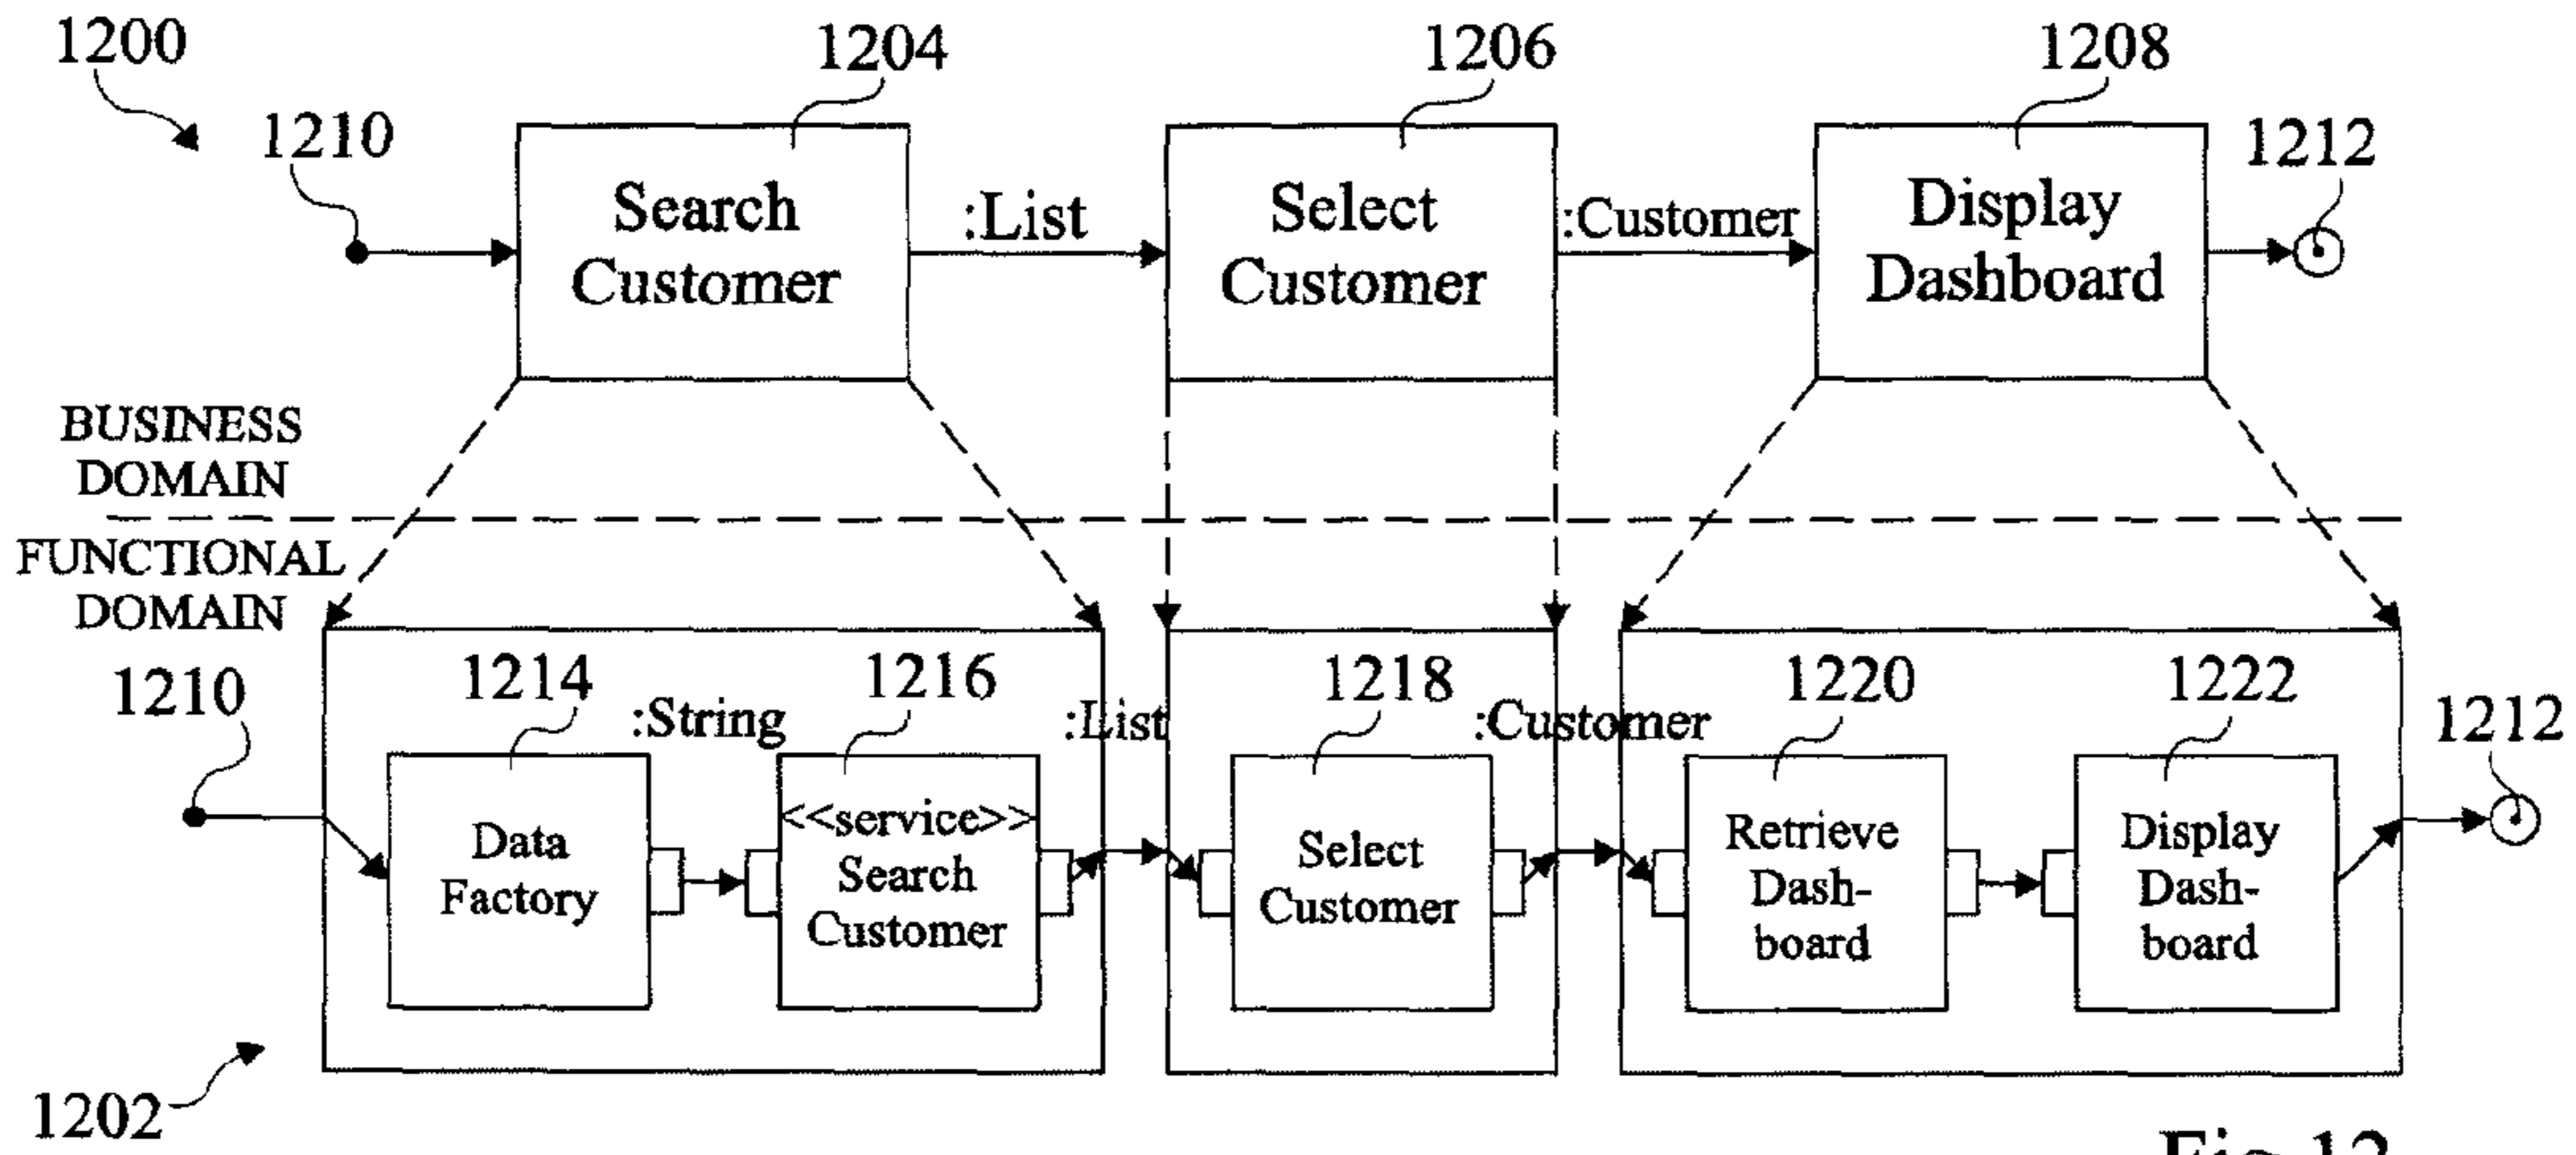 1200
1204
1206
1208
1210
1212
Search
Customer
:List
Select
Customer
:Customer
Display
Dashboard
BUSINESS
DOMAIN
FUNCTIONAL
DOMAIN
1210
1214
:String
1216
:List
1218
:Customer
1220
1222
1212
Data
Factory
<<service>>
Search
Customer
Select
Customer
Retrieve
Dash-
board
Display
Dash-
board
1202
Fig.12